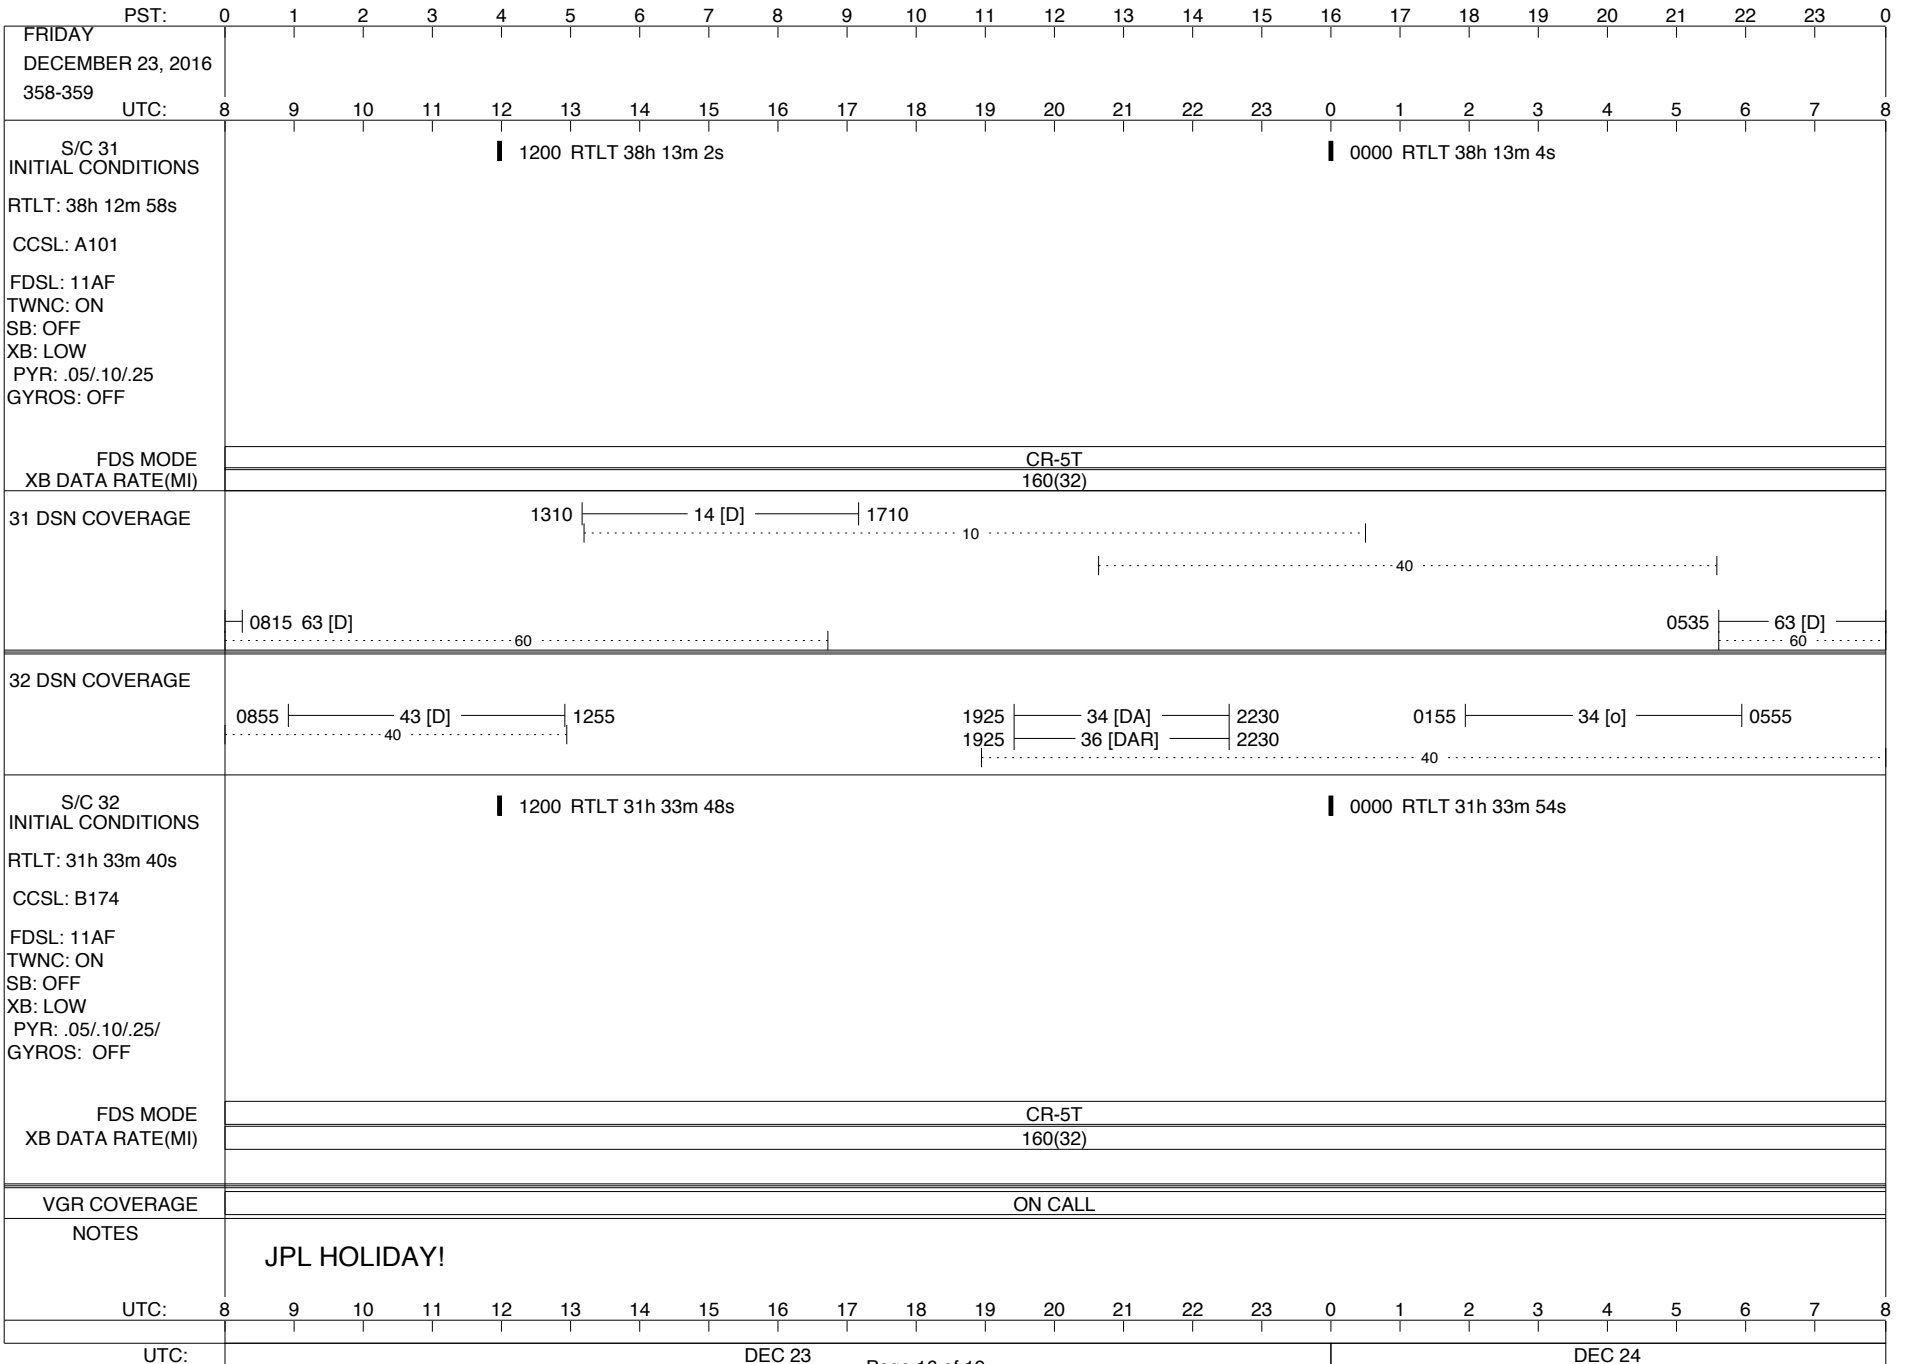 PST: 0 1 2 3 4 5 6 7 8 9 10 11 12 13 14 15 16 17 18 19 20 21 22 23 0
FRIDAY
DECEMBER 23, 2016
358-359
UTC: 8 9 10 11 12 13 14 15 16 17 18 19 20 21 22 23 0 1 2 3 4 5 6 7 8
S/C 31
INITIAL CONDITIONS
1200 RTLT 38h 13m 2s
0000 RTLT 38h 13m 4s
RTLT: 38h 12m 58s
CCSL: A101
FDSL: 11AF
TWNC: ON
SB: OFF
XB: LOW
PYR: .05/.10/.25
GYROS: OFF
FDS MODE CR-5T
XB DATA RATE(MI) 160(32)
31 DSN COVERAGE
1310 14 [D] 1710
10
40
0815 63 [D]
0535 63 [D]
60
60
32 DSN COVERAGE
0855 43 [D] 1255
1925 34 [DA] 2230
0155 34 [o] 0555
40
1925 36 [DAR] 2230
40
S/C 32
INITIAL CONDITIONS
1200 RTLT 31h 33m 48s
0000 RTLT 31h 33m 54s
RTLT: 31h 33m 40s
CCSL: B174
FDSL: 11AF
TWNC: ON
SB: OFF
XB: LOW
PYR: .05/.10/.25/
GYROS: OFF
FDS MODE CR-5T
XB DATA RATE(MI) 160(32)
VGR COVERAGE ON CALL
NOTES
JPL HOLIDAY!
UTC: 8 9 10 11 12 13 14 15 16 17 18 19 20 21 22 23 0 1 2 3 4 5 6 7 8
UTC: DEC 23 DEC 24